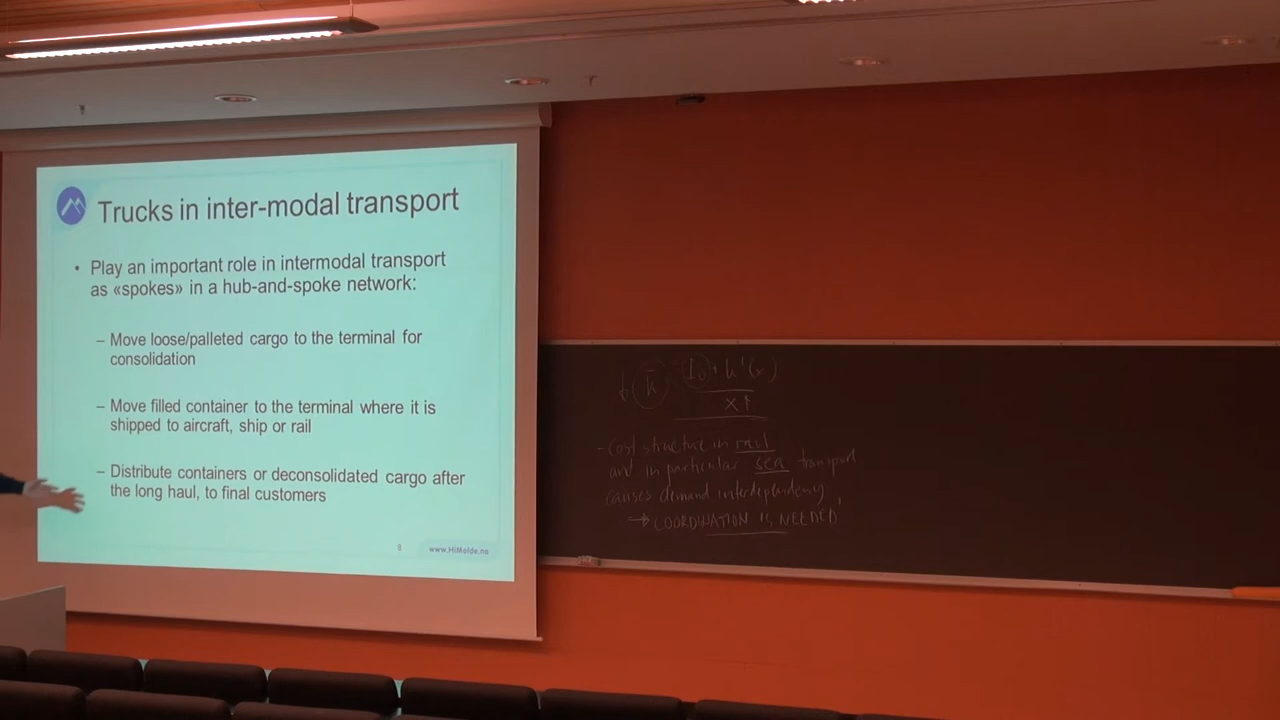 Trucks in inter-modal transport
• Play an important role in intermodal transport
as «spokes» in a hub-and-spoke network:
– Move loose/palleted cargo to the terminal for
consolidation
– Move filled container to the terminal where it is
shipped to aircraft, ship or rail
– Distribute containers or deconsolidated cargo after
the long haul, to final customers
www.HiMolde.no
- Cost structure in rail
and in particular sea transport
causes demand interdependency
→ COORDINATION IS NEEDED